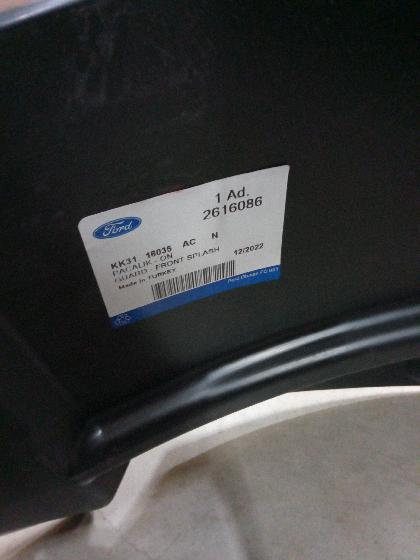 Ford
1 Ad.
2616086
KK31 16035 AC N
PACALIK - ON
GUARD - FRONT SPLASH 12/2022
Made in TURKEY